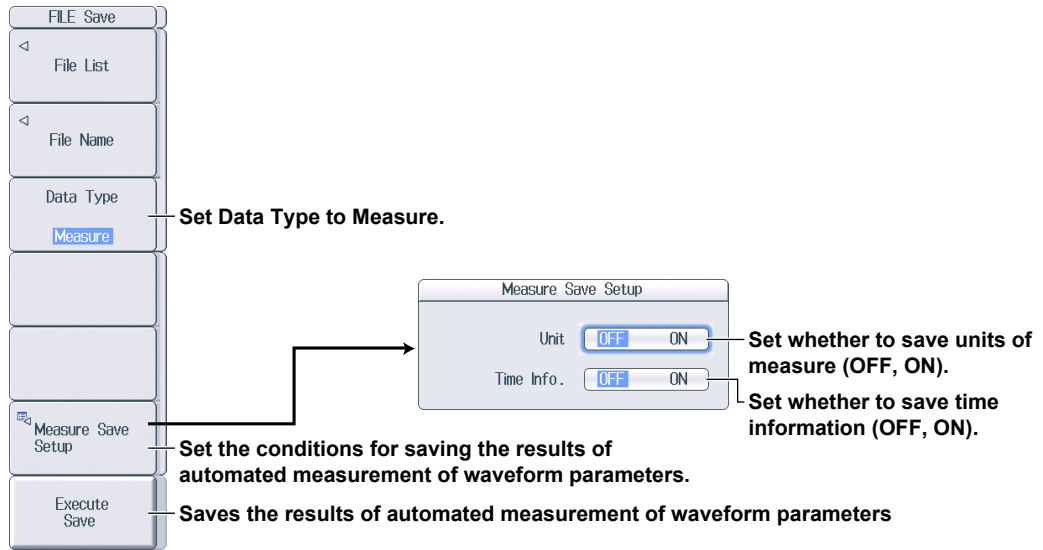 FILE Save
File List
File Name
Data Type
Measure
Set Data Type to Measure.
Measure Save Setup
Unit OFF ON
Time Info. OFF ON
Set whether to save units of
measure (OFF, ON).
Set whether to save time
information (OFF, ON).
Measure Save
Setup
Set the conditions for saving the results of
automated measurement of waveform parameters.
Execute
Save
Saves the results of automated measurement of waveform parameters